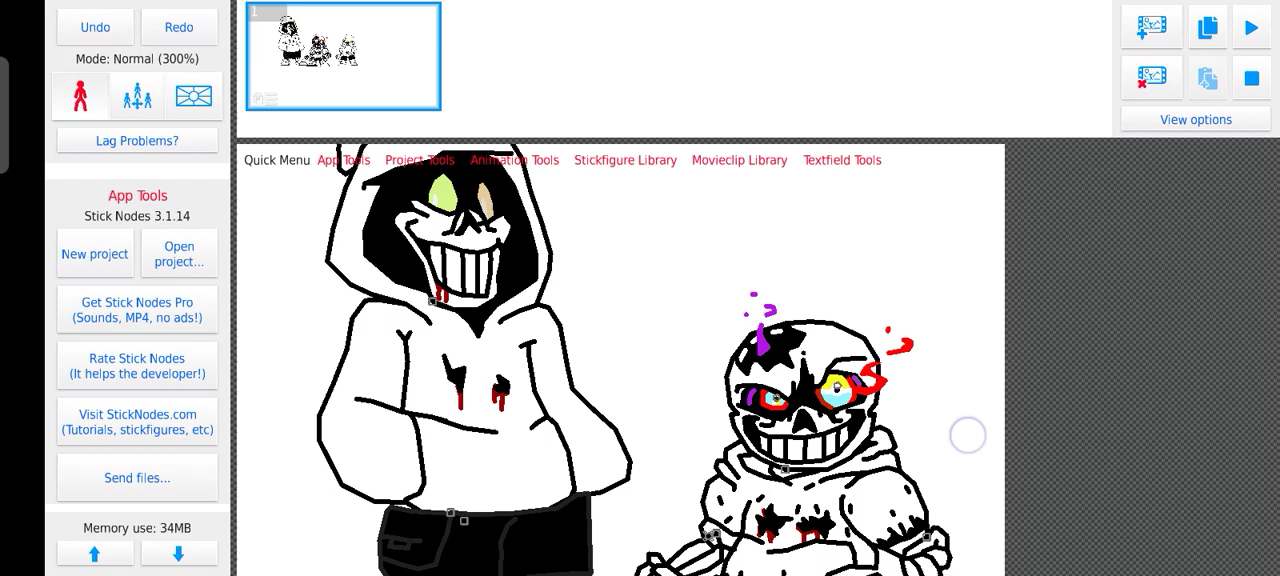 Undo
Redo
Mode: Normal (300%)
Lag Problems?
App Tools
Stick Nodes 3.1.14
New project
Open
project...
Get Stick Nodes Pro
(Sounds, MP4, no ads!)
Rate Stick Nodes
(It helps the developer!)
Visit StickNodes.com
(Tutorials, stickfigures, etc)
Send files...
Memory use: 34MB
1
View options
Quick Menu App Tools Project Tools Animation Tools Stickfigure Library Movieclip Library Textfield Tools